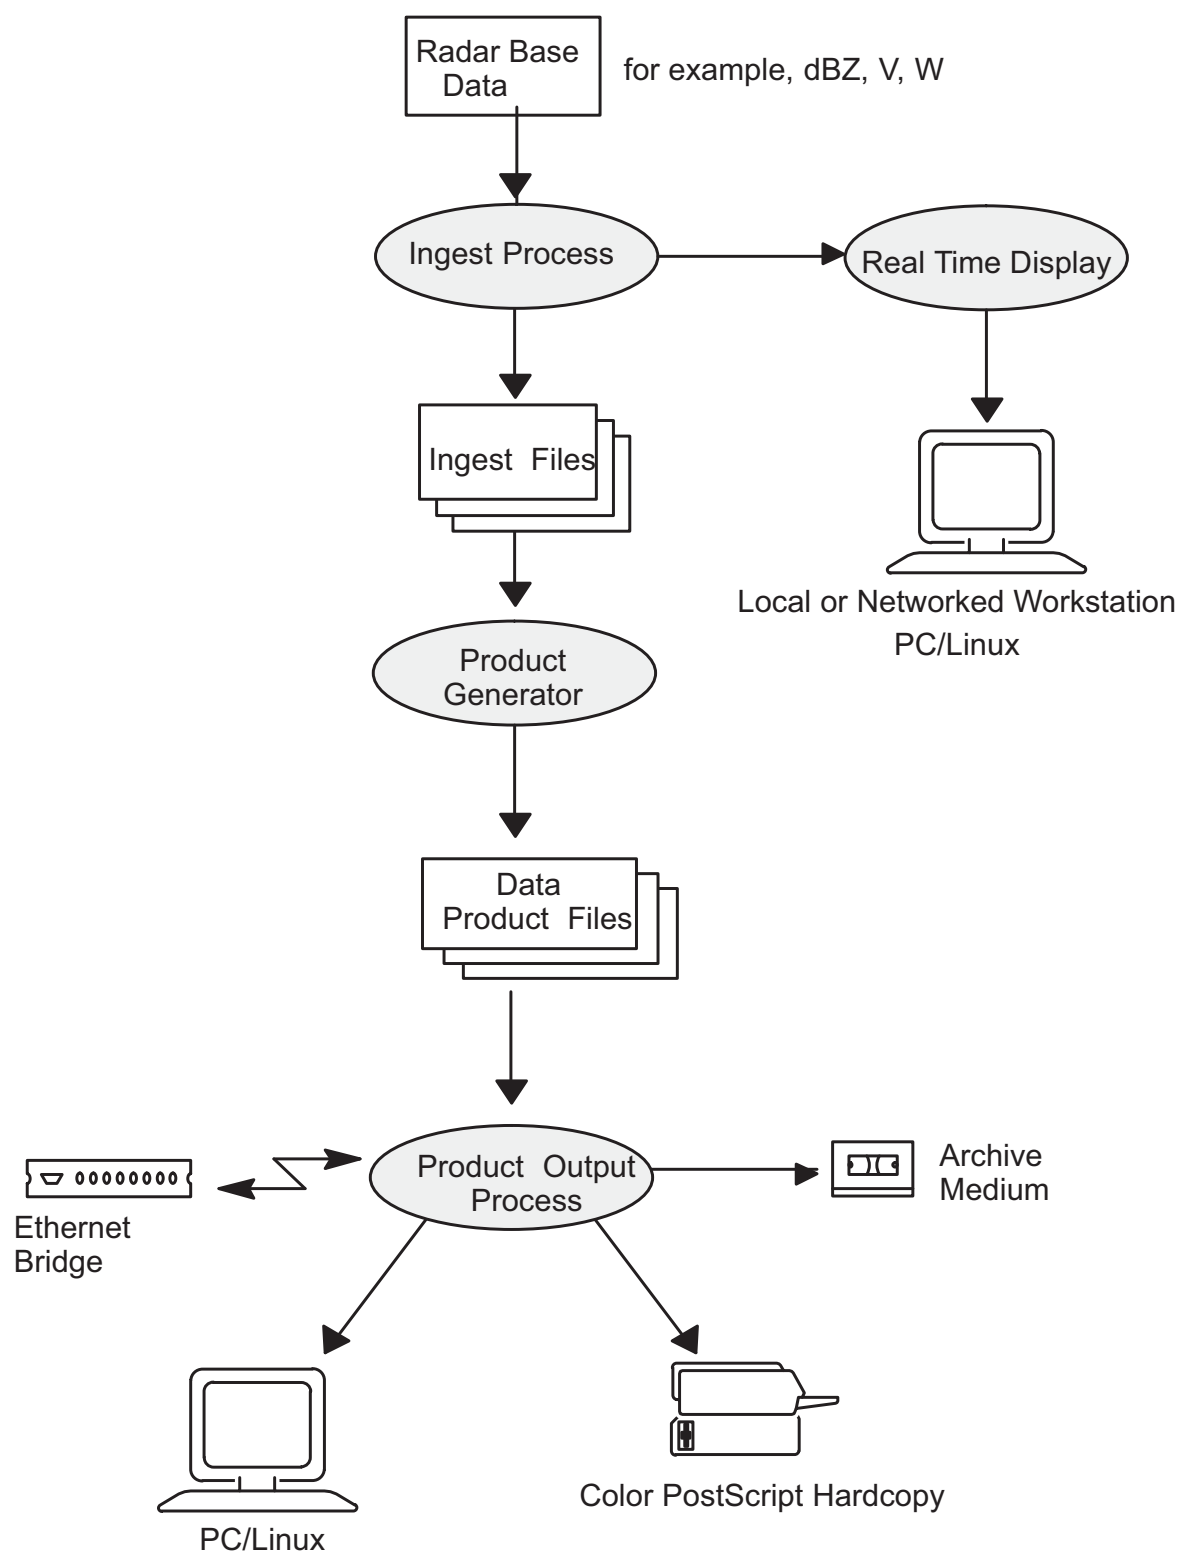 Radar Base
Data
for example, dBZ, V, W
Ingest Process
Real Time Display
Ingest Files
Local or Networked Workstation
PC/Linux
Product
Generator
Data
Product Files
Product Output
Process
Archive
Medium
Ethernet
Bridge
Color PostScript Hardcopy
PC/Linux